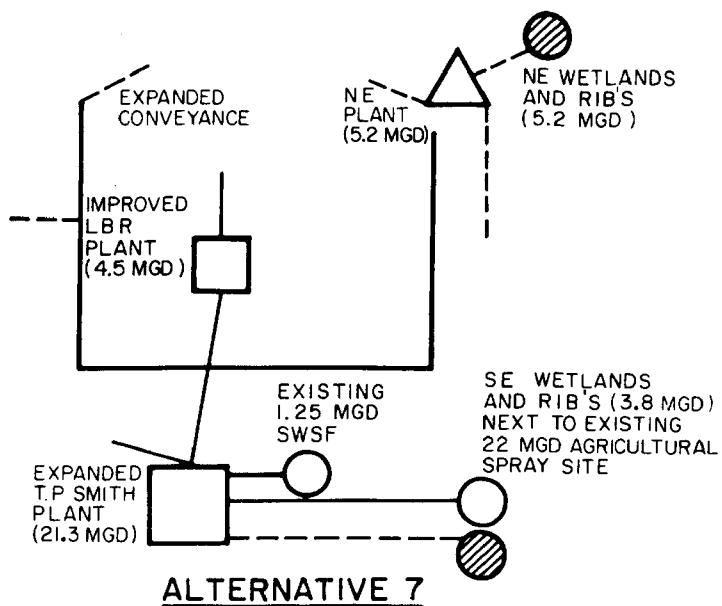 EXPANDED
CONVEYANCE
NE
PLANT
(5.2 MGD)
NE WETLANDS
AND RIB'S
(5.2 MGD)
IMPROVED
LBR
PLANT
(4.5 MGD)
EXISTING
1.25 MGD
SWSF
SE WETLANDS
AND RIB'S (3.8 MGD)
NEXT TO EXISTING
22 MGD AGRICULTURAL
SPRAY SITE
EXPANDED
T.P SMITH
PLANT
(21.3 MGD)
ALTERNATIVE 7